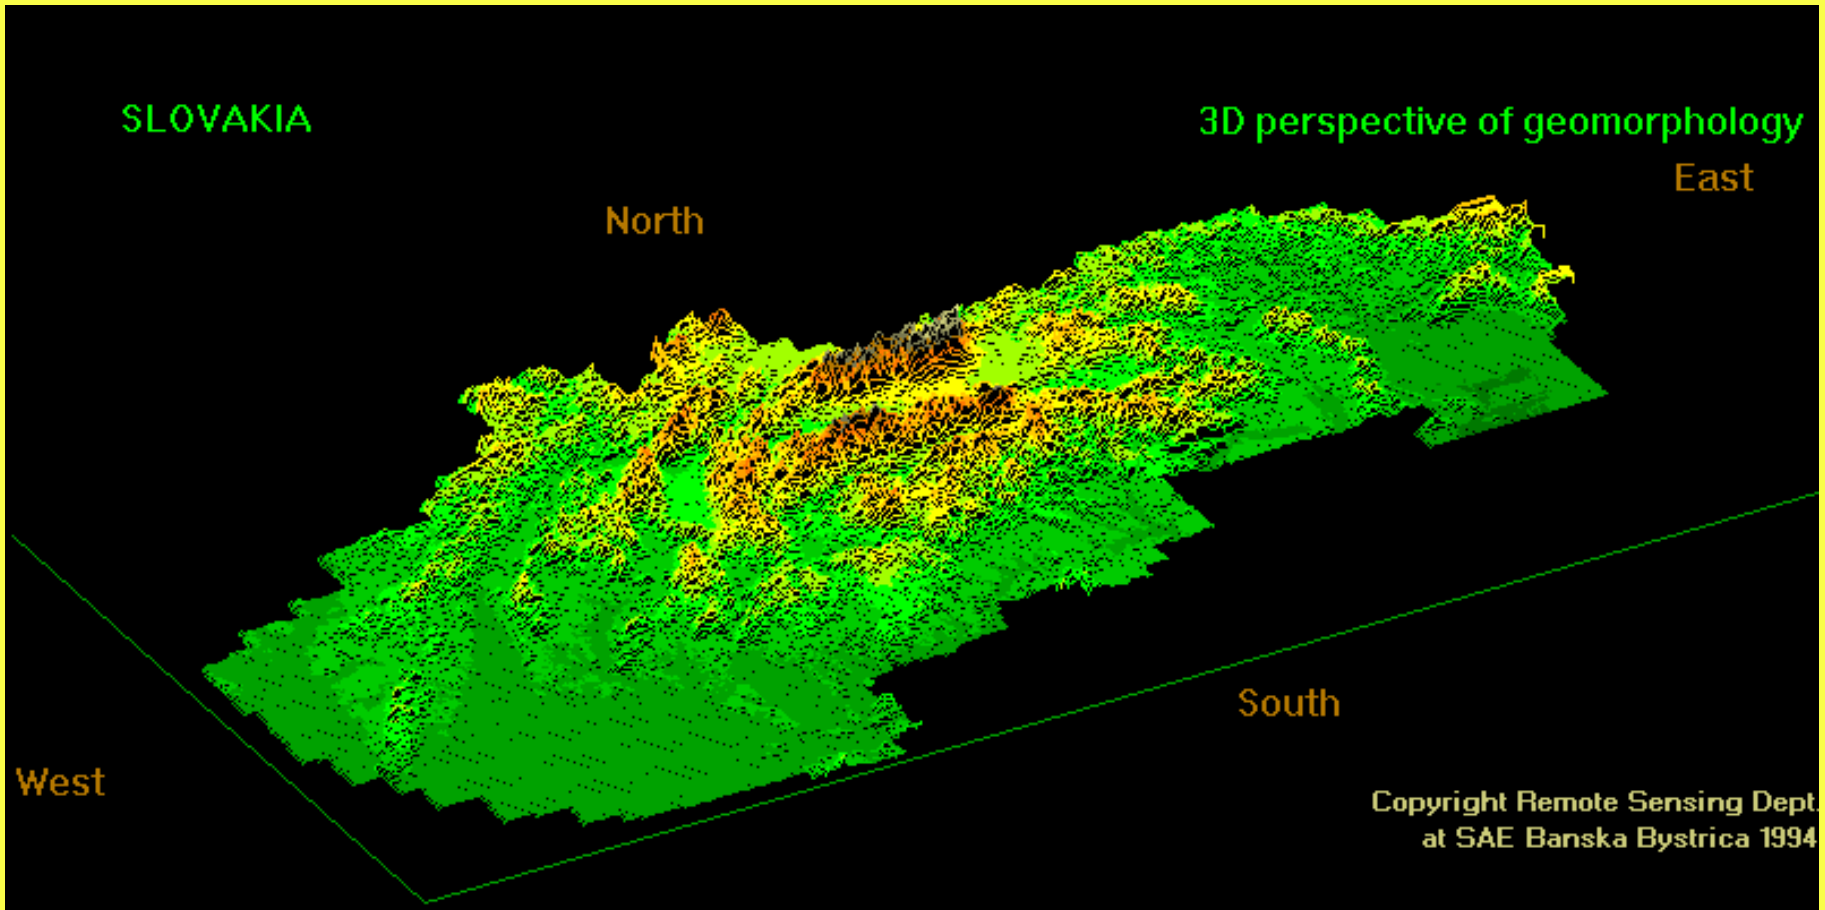 SLOVAKIA
3D perspective of geomorphology
East
North
South
West
Copyright Remote Sensing Dept.
at SAE Banska Bystrica 1994